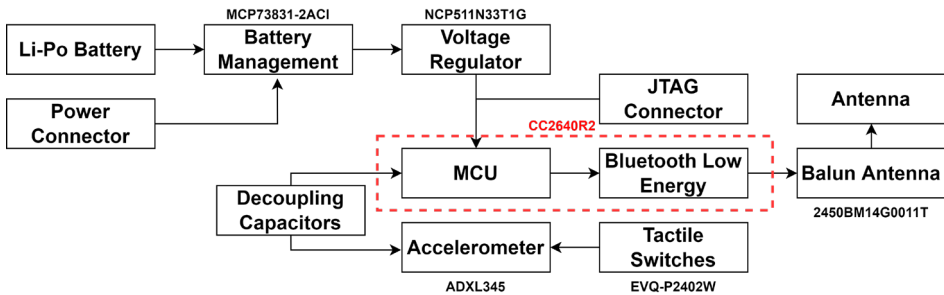 MCP73831-2ACI
NCP511N33T1G
Li-Po Battery
Battery
Management
Voltage
Regulator
Power
Connector
JTAG
Connector
Antenna
CC2640R2
MCU
Bluetooth Low
Energy
Balun Antenna
2450BM14G0011T
Decoupling
Capacitors
Accelerometer
Tactile
Switches
ADXL345
EVQ-P2402W